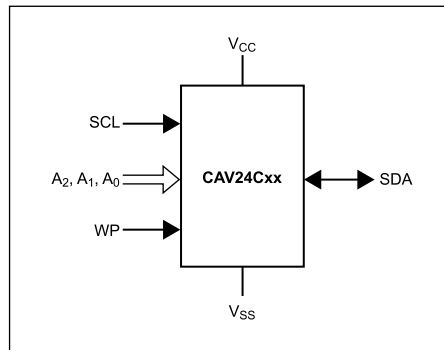 V_CC
SCL
A_2, A_1, A_0
CAV24Cxx
SDA
WP
V_SS